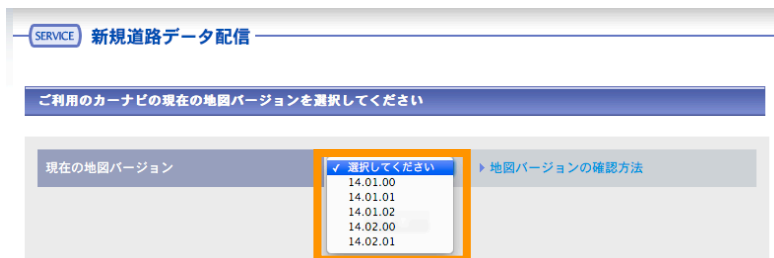 SERVICE 新規道路データ配信
ご利用のカーナビの現在の地図バージョンを選択してください
現在の地図バージョン
✓ 選択してください
14.01.00
14.01.01
14.01.02
14.02.00
14.02.01
地図バージョンの確認方法